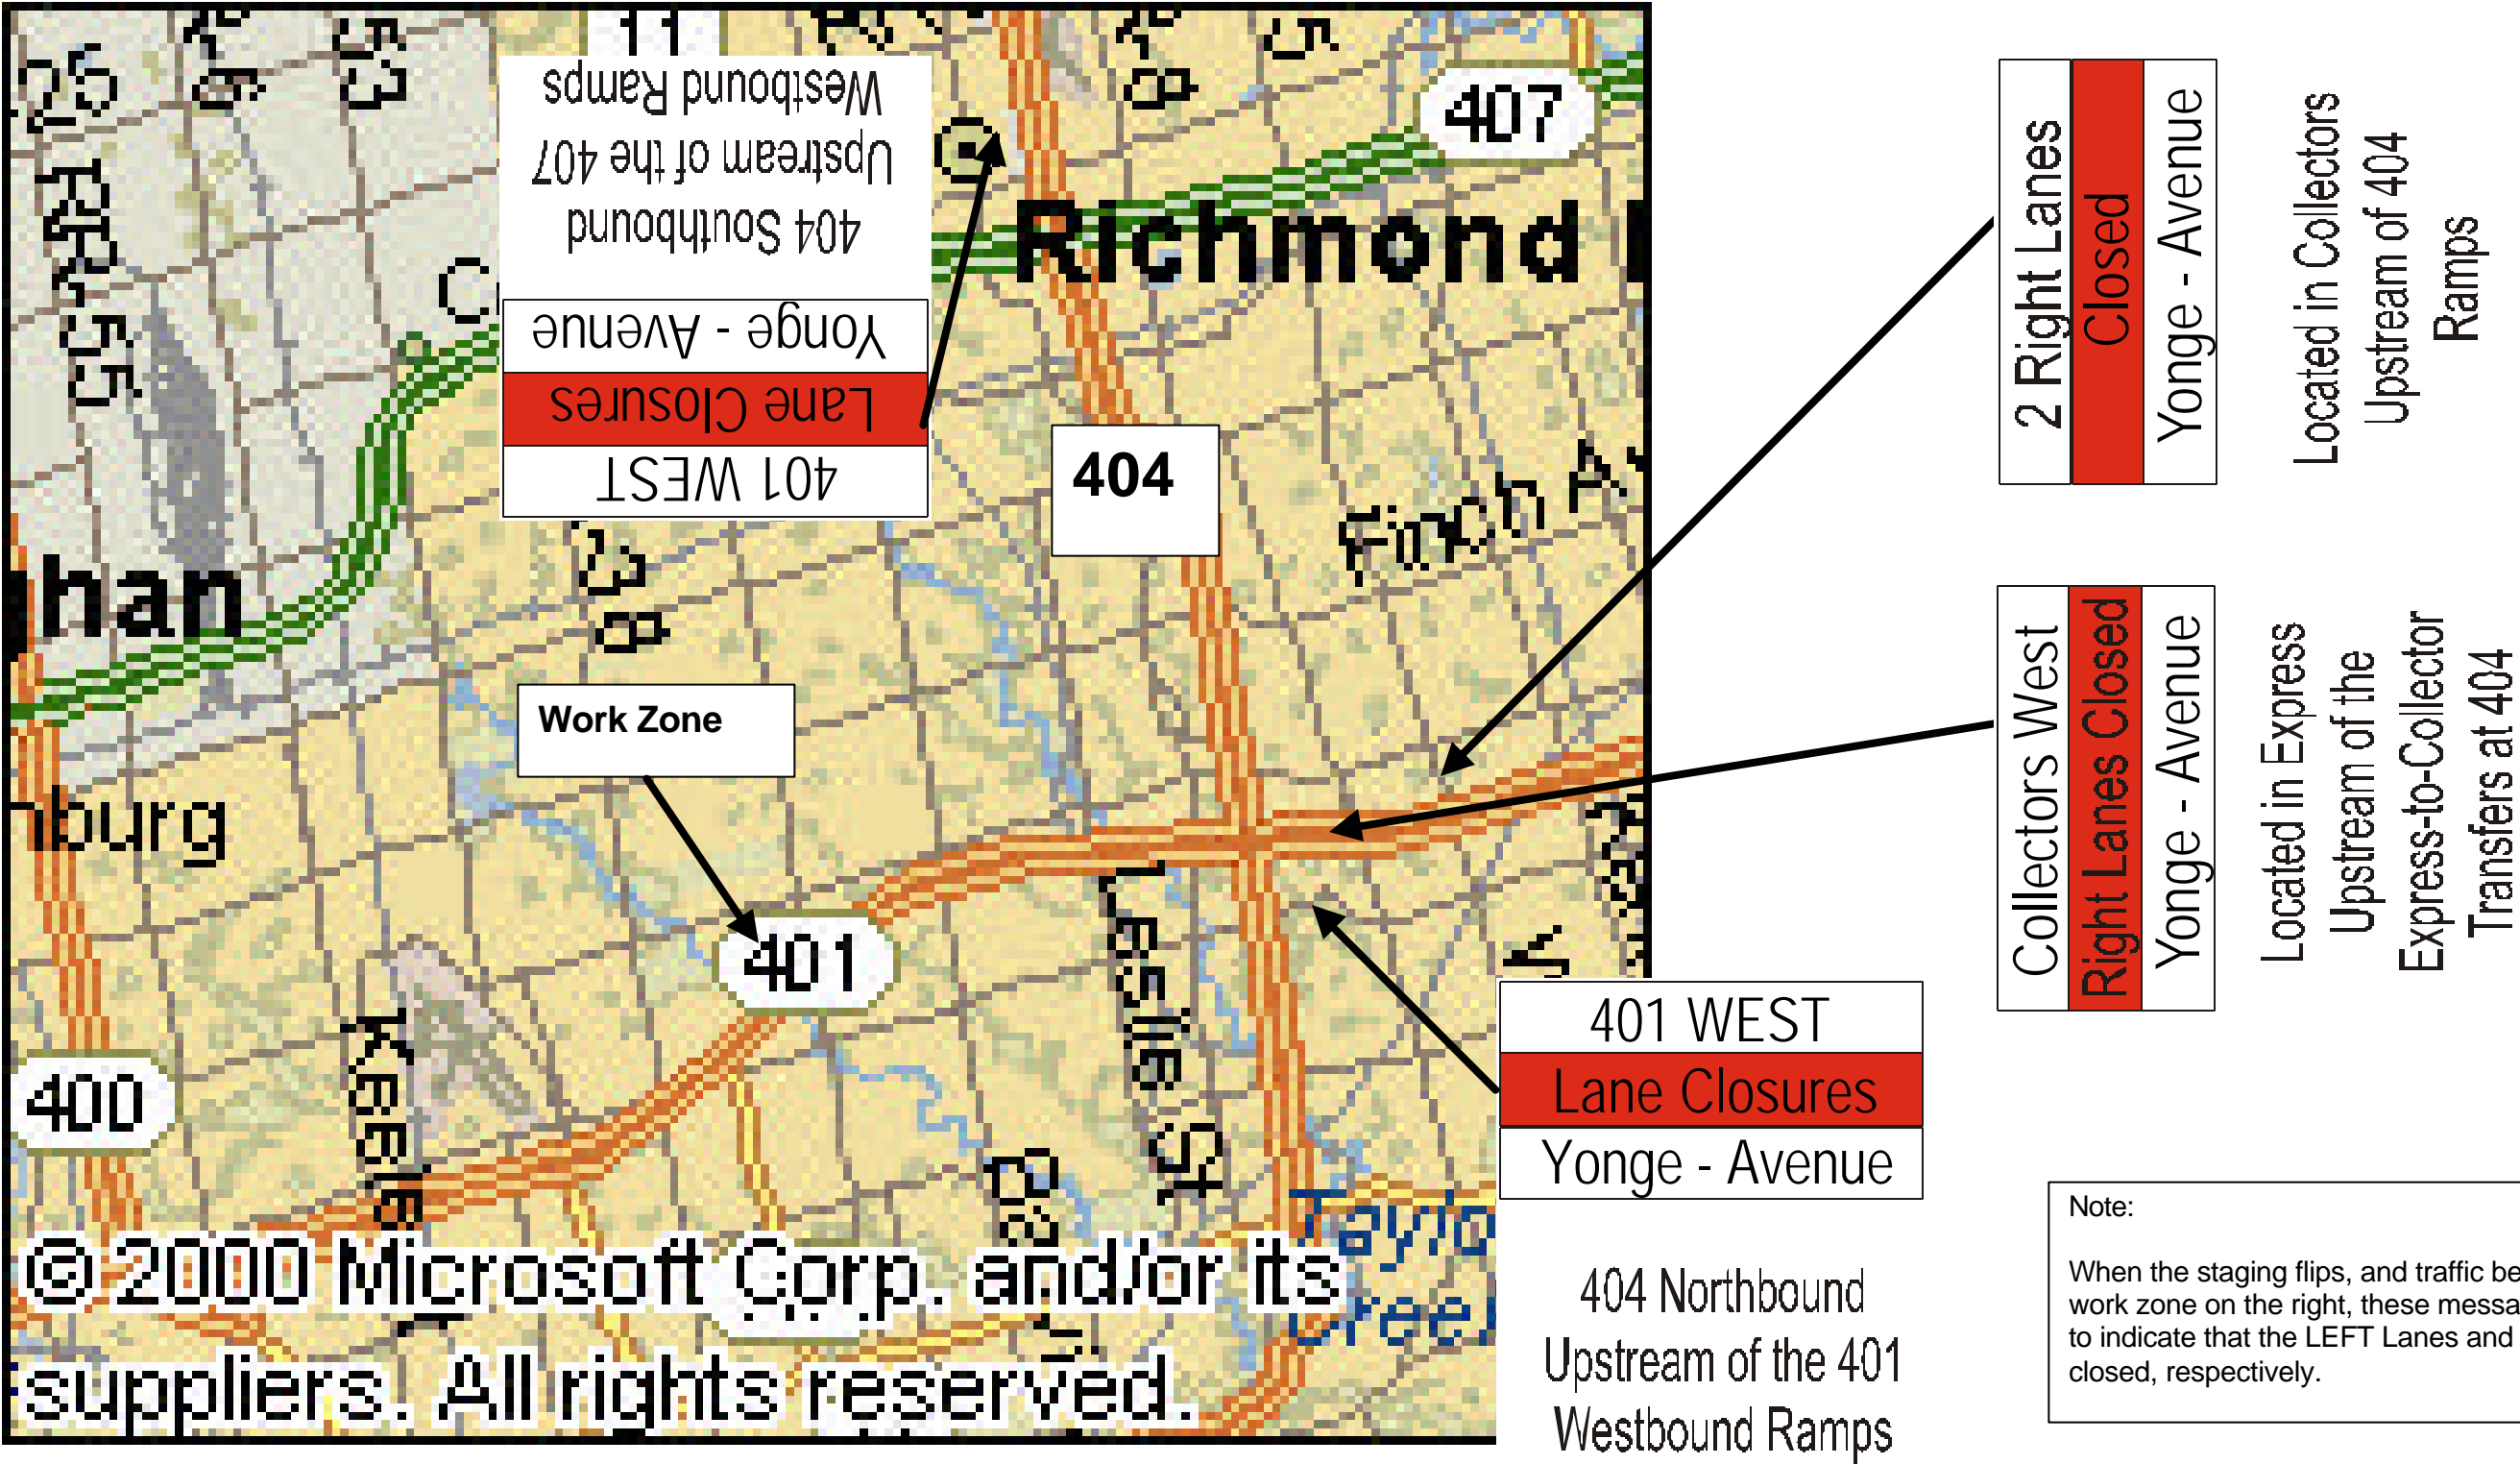 404 Southbound
Upstream of the 407
Westbound Ramps
401 WEST
Lane Closures
Yonge - Avenue
407
Richmond
404
Finch
ghan
Work Zone
401
400
Keele
Leslie St
© 2000 Microsoft Corp. and/or its
suppliers. All rights reserved.
2 Right Lanes
Closed
Yonge - Avenue
Located in Collectors
Upstream of 404
Ramps
Collectors West
Right Lanes Closed
Yonge - Avenue
Located in Express
Upstream of the
Express-to-Collector
Transfers at 404
401 WEST
Lane Closures
Yonge - Avenue
404 Northbound
Upstream of the 401
Westbound Ramps
Note:
When the staging flips, and traffic be
work zone on the right, these messa
to indicate that the LEFT Lanes and
closed, respectively.